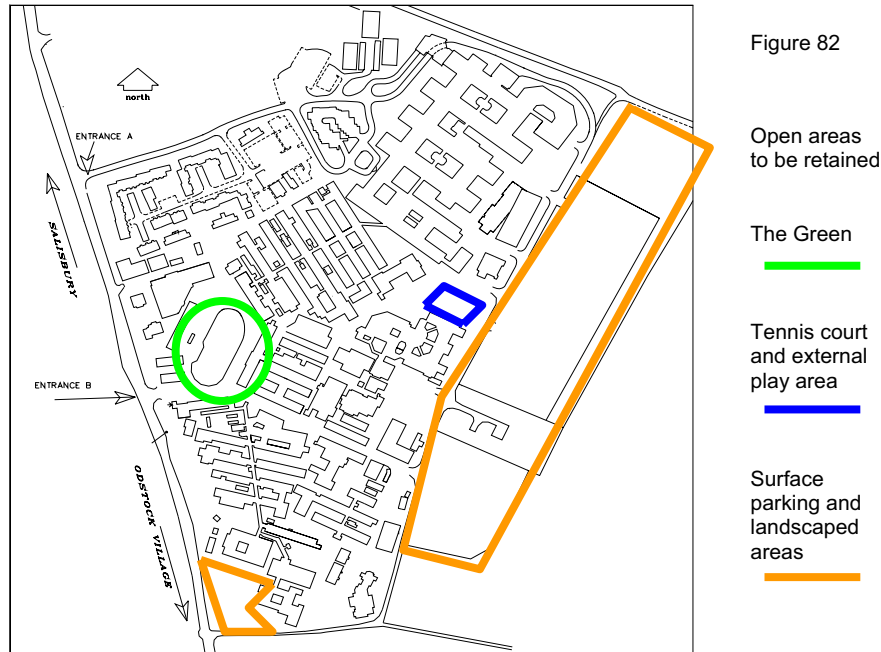 Figure 82
Open areas
to be retained
The Green
Tennis court
and external
play area
Surface
parking and
landscaped
areas
north
ENTRANCE A
SALISBURY
ENTRANCE B
ODSTOCK VILLAGE